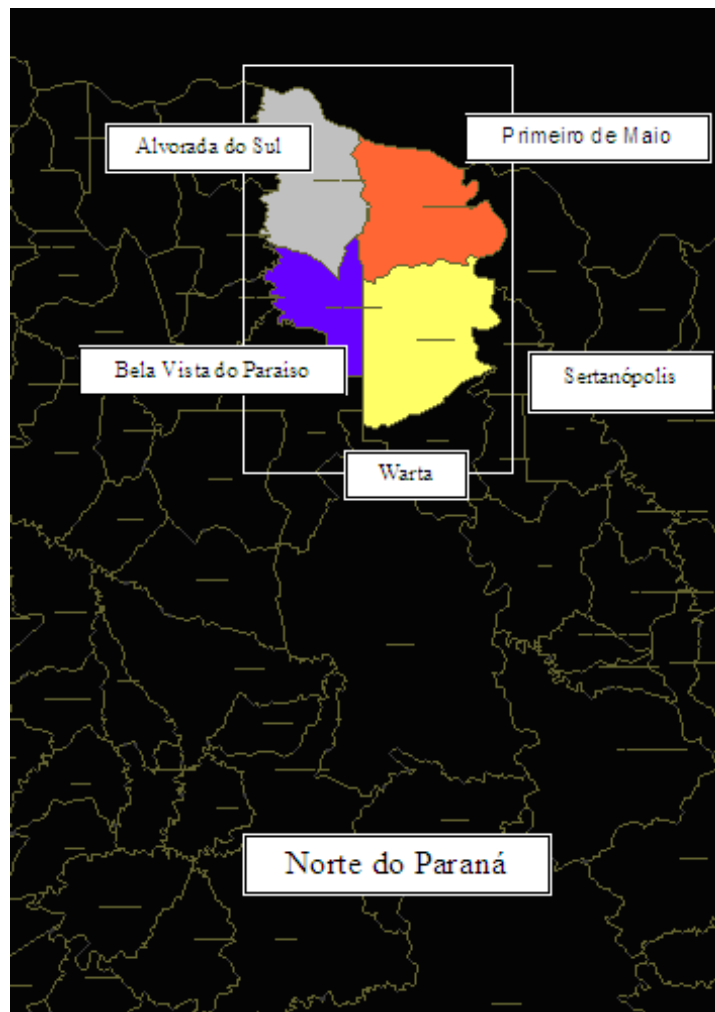 Alvorada do Sul
Primeiro de Maio
Bela Vista do Paraiso
Sertanópolis
Warta
Norte do Paraná